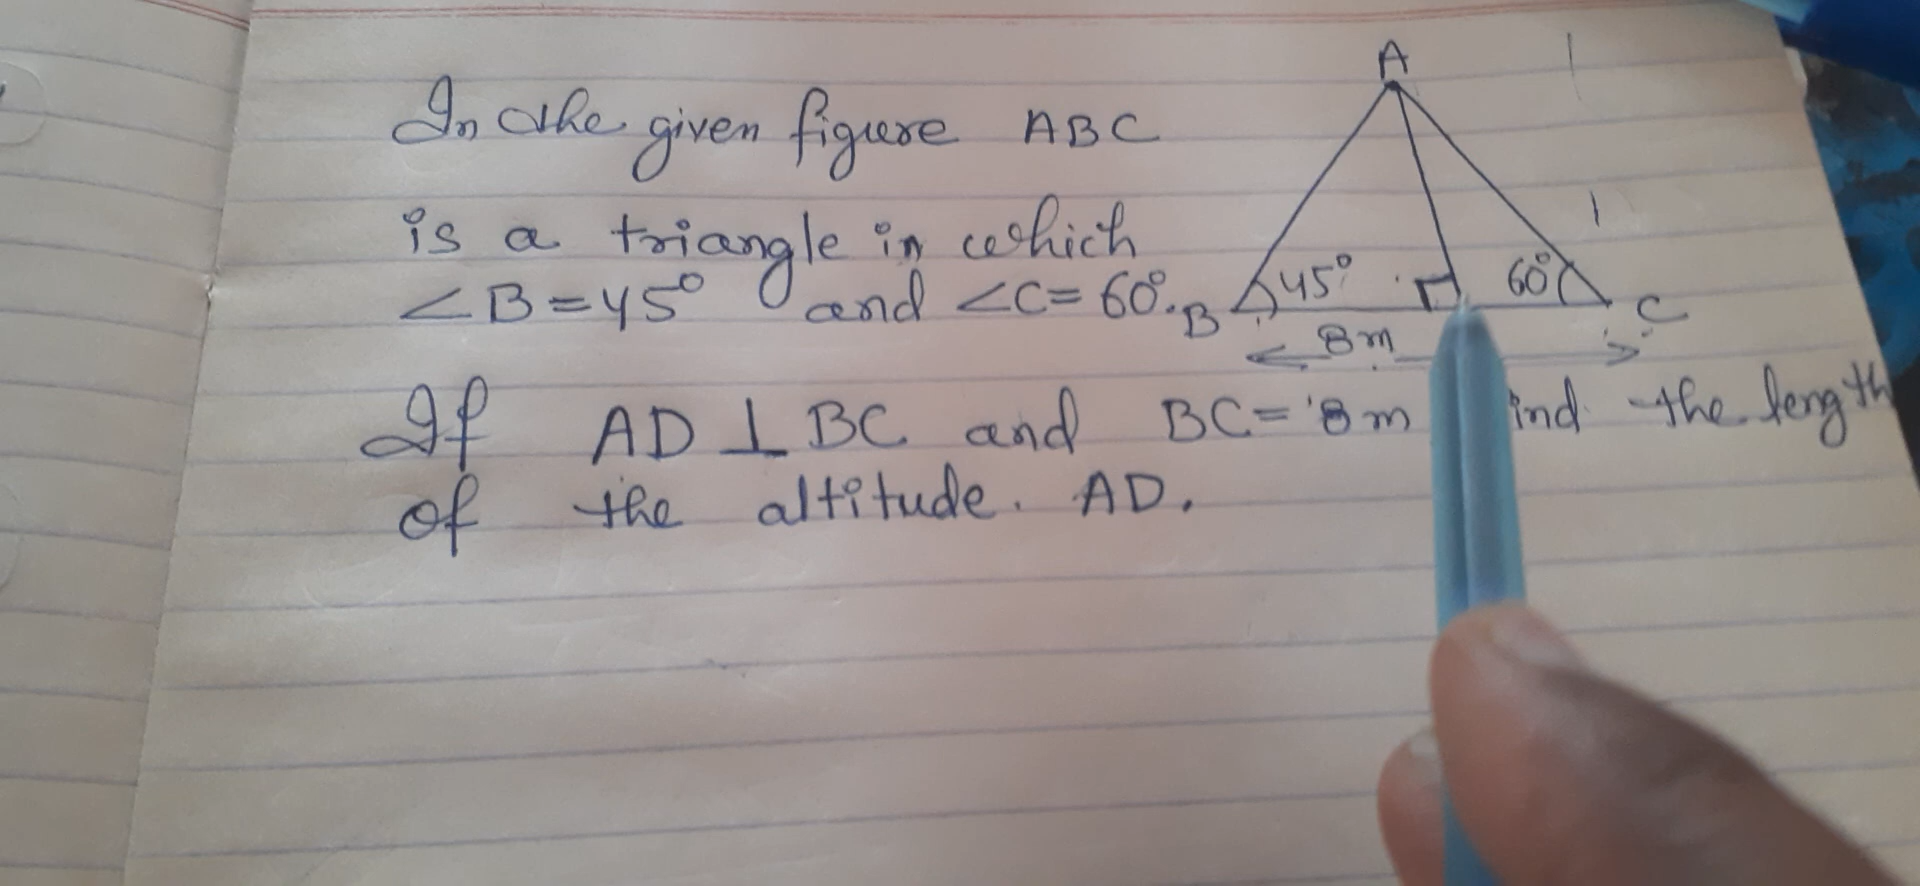 In the given figure ABC
is a triangle in which
∠B=45° and ∠C=60°.
A
45°
60°
B
C
8m
If AD ⊥ BC and BC=8m the length
of the altitude. AD.